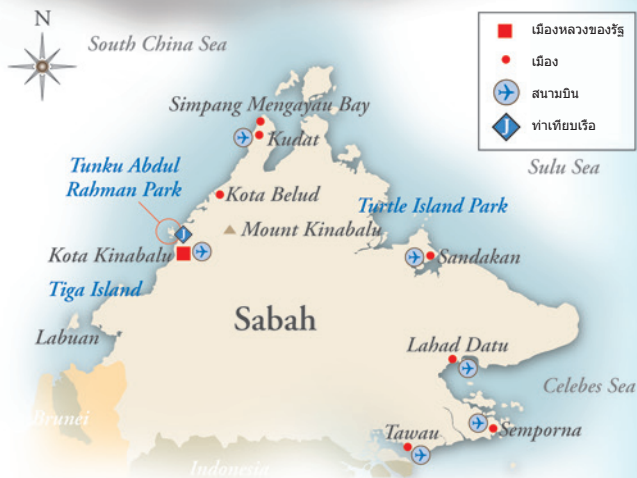 N
South China Sea
เมืองหลวงของรัฐ
เมือง
สนามบิน
J
ท่าเทียบเรือ
Simpang Mengayau Bay
Kudat
Sulu Sea
Tunku Abdul
Rahman Park
Kota Belud
Turtle Island Park
J
Mount Kinabalu
Kota Kinabalu
Sandakan
Tiga Island
Sabah
Labuan
Lahad Datu
Celebes Sea
Brunei
Tawau
Semporna
Indonesia